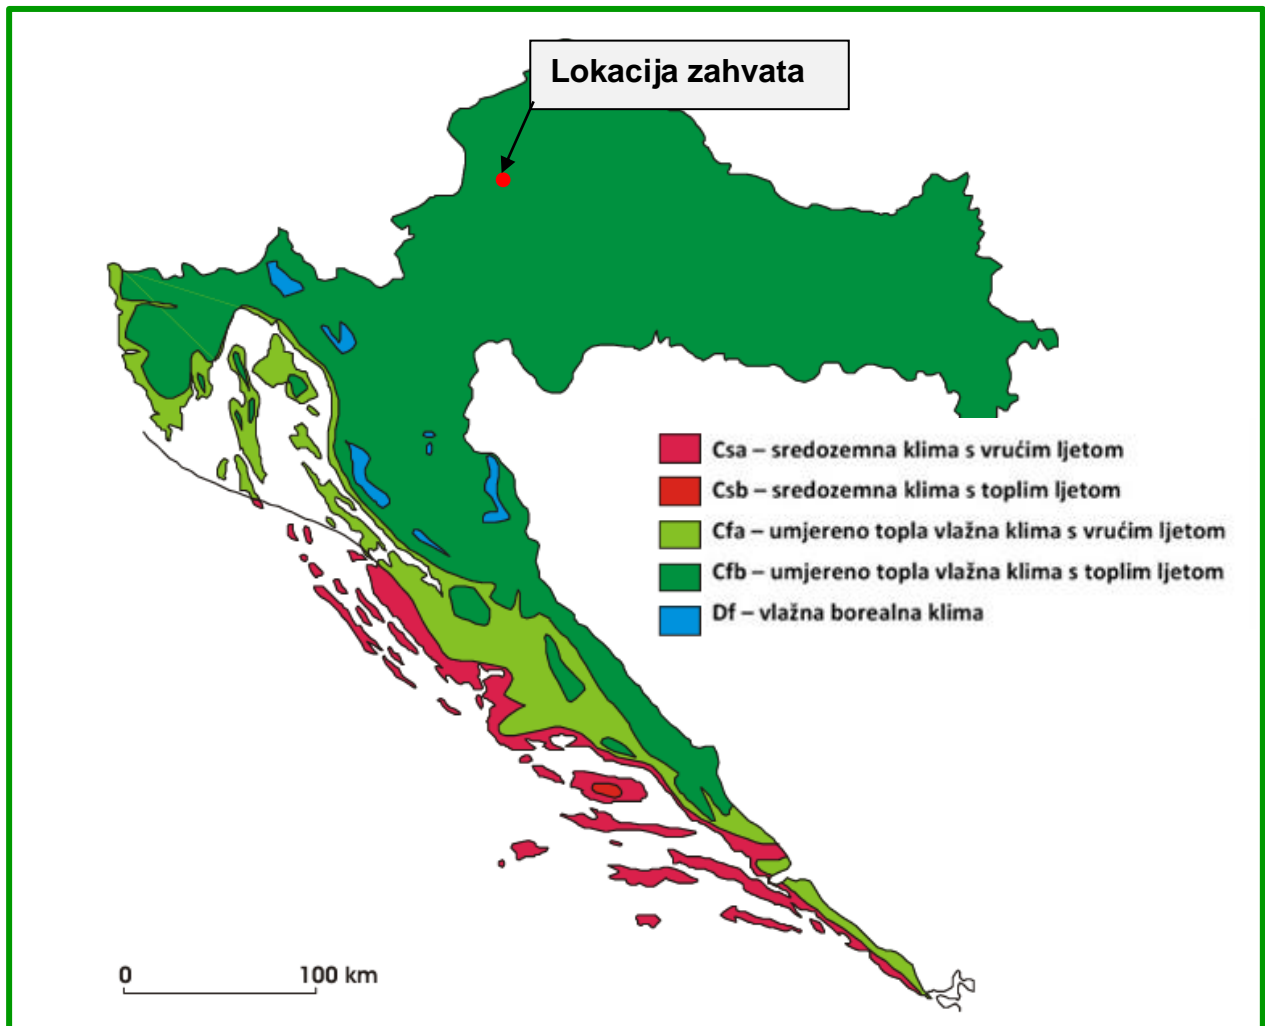 Lokacija zahvata
Csa – sredozemna klima s vrućim ljetom
Csb – sredozemna klima s toplim ljetom
Cfa – umjereno topla vlažna klima s vrućim ljetom
Cfb – umjereno topla vlažna klima s toplim ljetom
Df – vlažna borealna klima
0 100 km